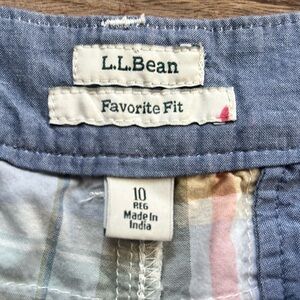 L.L.Bean
Favorite Fit
10
REG
Made In
India